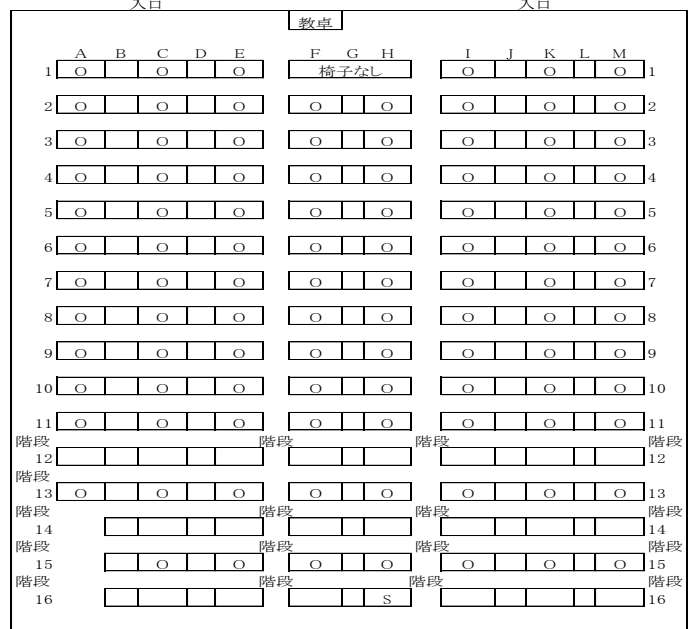 入口 入口
教卓
A B C D E F G H I J K L M
1 O O O 椅子なし O O O 1
2 O O O O O O O O 2
3 O O O O O O O O 3
4 O O O O O O O O 4
5 O O O O O O O O 5
6 O O O O O O O O 6
7 O O O O O O O O 7
8 O O O O O O O O 8
9 O O O O O O O O 9
10 O O O O O O O O 10
11 O O O O O O O O 11
階段 階段 階段 階段
12 12
階段
13 O O O O O O O O 13
階段 階段 階段 階段
14 14
階段 階段 階段
15 O O O O O O O 15
階段 階段 階段 階段
16 S 16